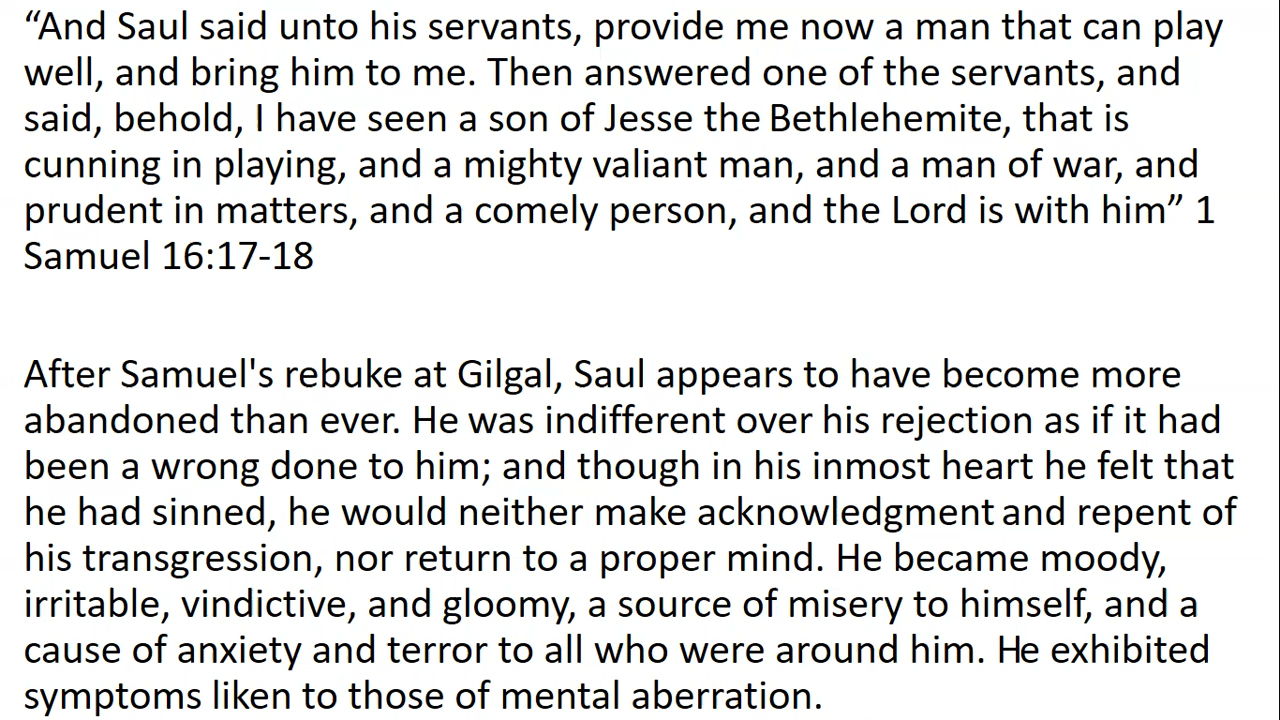 “And Saul said unto his servants, provide me now a man that can play
well, and bring him to me. Then answered one of the servants, and
said, behold, I have seen a son of Jesse the Bethlehemite, that is
cunning in playing, and a mighty valiant man, and a man of war, and
prudent in matters, and a comely person, and the Lord is with him” 1
Samuel 16:17-18
After Samuel's rebuke at Gilgal, Saul appears to have become more
abandoned than ever. He was indifferent over his rejection as if it had
been a wrong done to him; and though in his inmost heart he felt that
he had sinned, he would neither make acknowledgment and repent of
his transgression, nor return to a proper mind. He became moody,
irritable, vindictive, and gloomy, a source of misery to himself, and a
cause of anxiety and terror to all who were around him. He exhibited
symptoms liken to those of mental aberration.